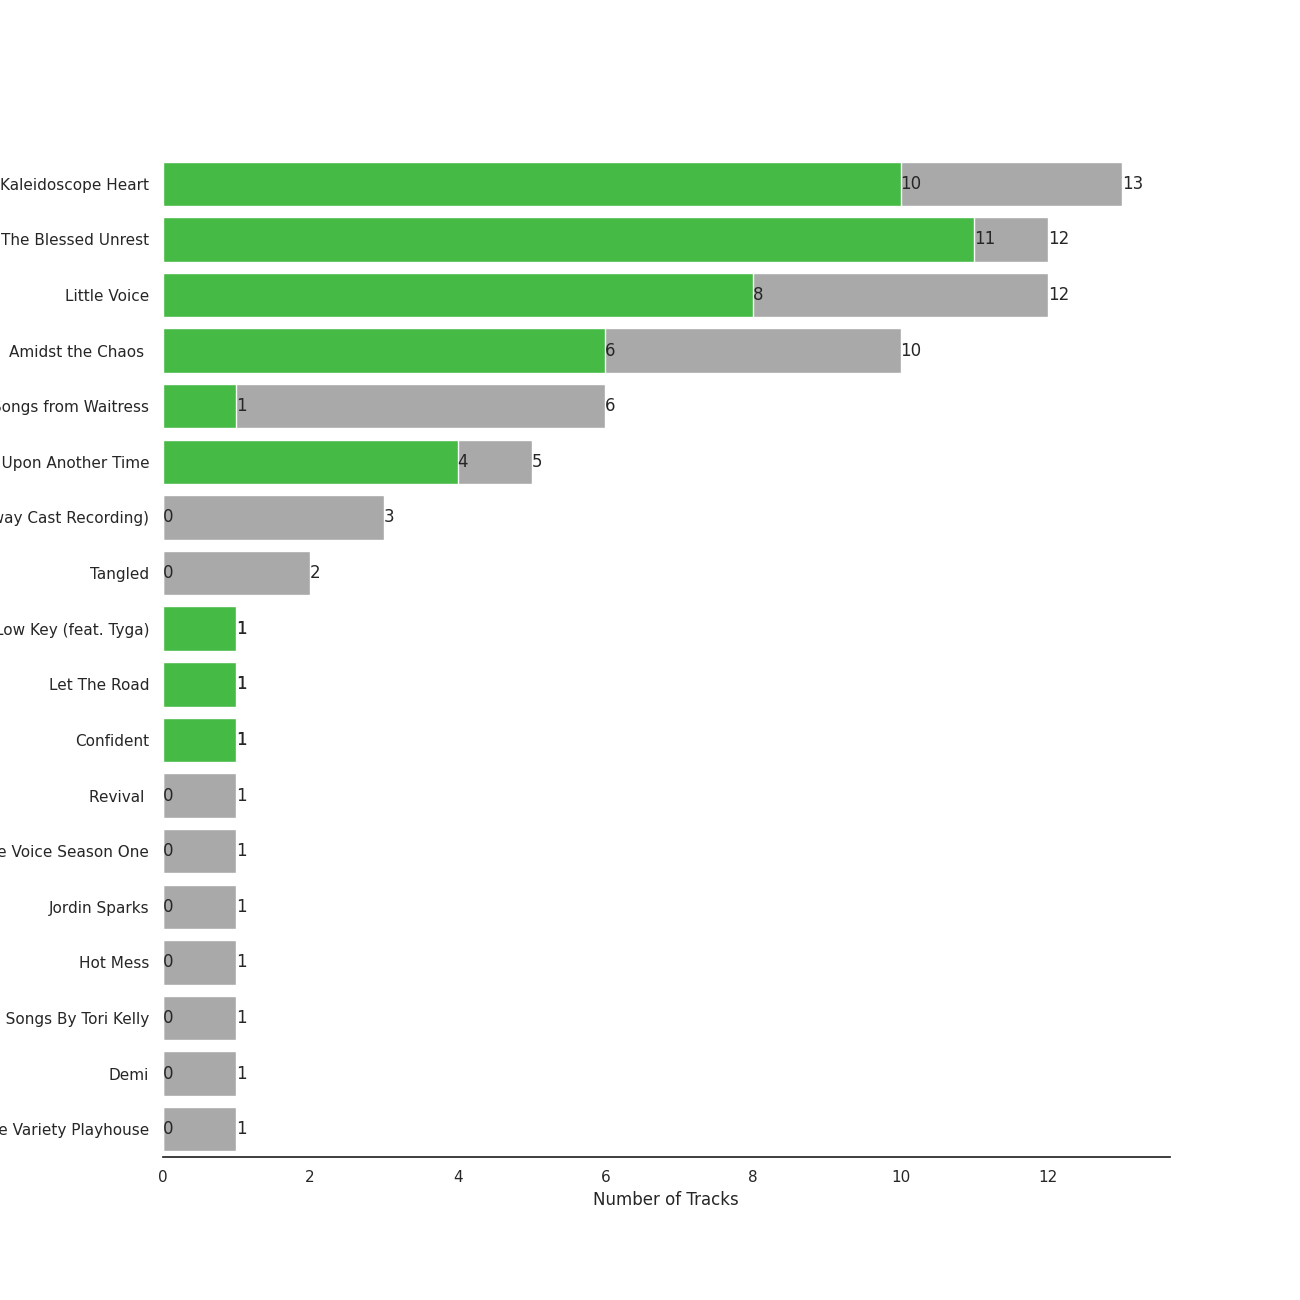 Kaleidoscope Heart 10 13
The Blessed Unrest 11 12
Little Voice 8 12
Amidst the Chaos 6 10
Songs from Waitress 1 6
Upon Another Time 4 5
Cast Recording) 0 3
Tangled 0 2
Low Key (feat. Tyga) 1
Let The Road 1
Confident 1
Revival 0 1
Voice Season One 0 1
Jordin Sparks 0 1
Hot Mess 0 1
Songs By Tori Kelly 0 1
Demi 0 1
Variety Playhouse 0 1
0 2 4 6 8 10 12
Number of Tracks